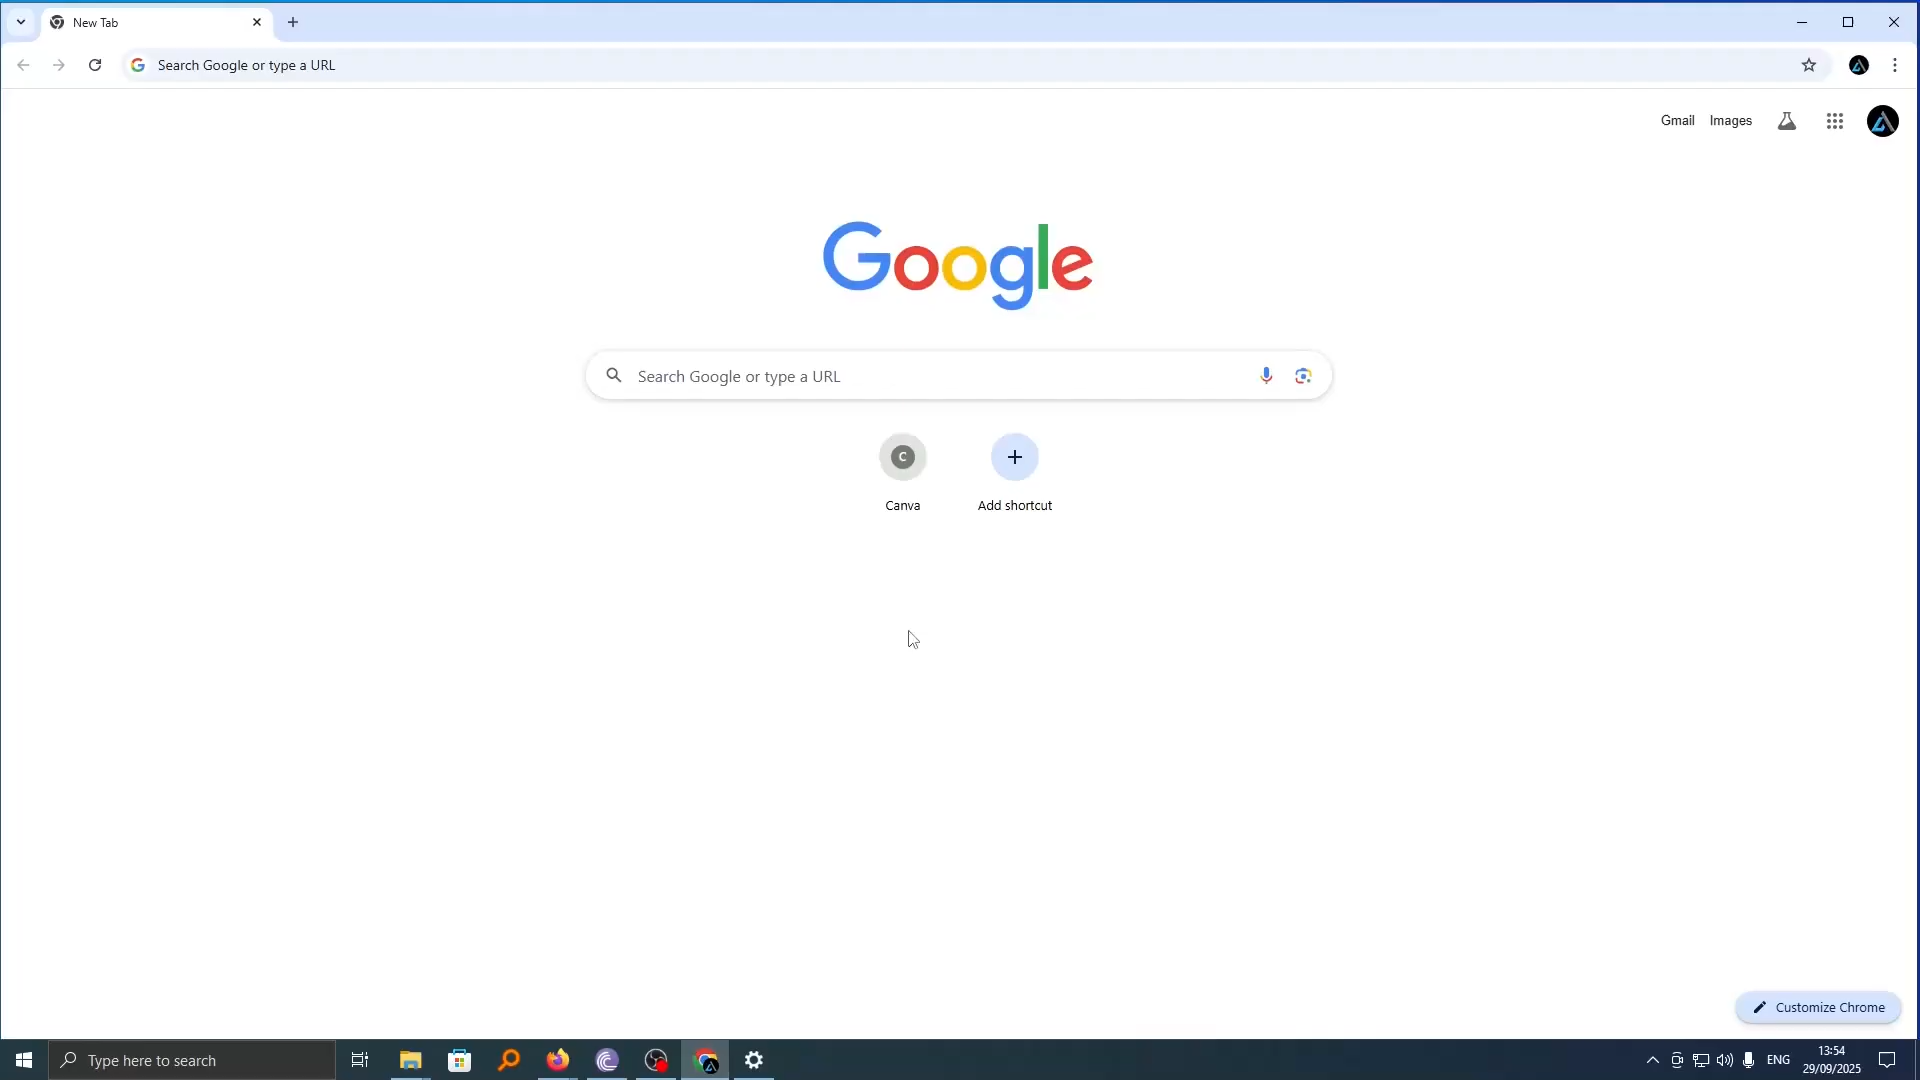 New Tab
Search Google or type a URL
Gmail Images
Google
Search Google or type a URL
C
Canva Add shortcut
Customize Chrome
Type here to search
ENG
13:54
29/09/2025